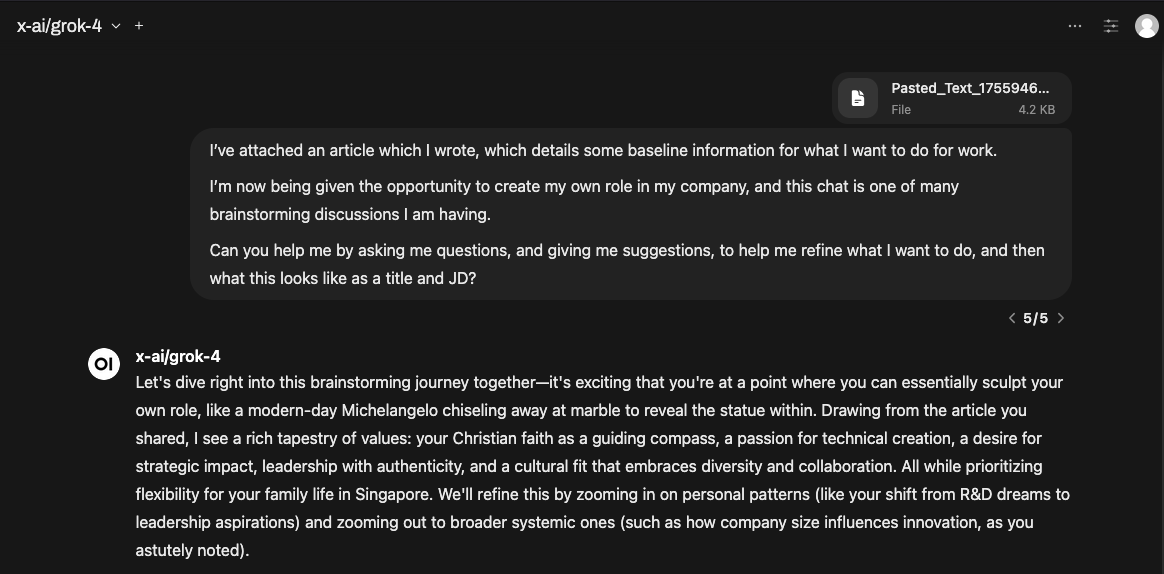 x-ai/grok-4
Pasted_Text_1755946...
File 4.2 KB
I’ve attached an article which I wrote, which details some baseline information for what I want to do for work.
I’m now being given the opportunity to create my own role in my company, and this chat is one of many
brainstorming discussions I am having.
Can you help me by asking me questions, and giving me suggestions, to help me refine what I want to do, and then
what this looks like as a title and JD?
5/5
OI
x-ai/grok-4
Let's dive right into this brainstorming journey together—it's exciting that you're at a point where you can essentially sculpt your
own role, like a modern-day Michelangelo chiseling away at marble to reveal the statue within. Drawing from the article you
shared, I see a rich tapestry of values: your Christian faith as a guiding compass, a passion for technical creation, a desire for
strategic impact, leadership with authenticity, and a cultural fit that embraces diversity and collaboration. All while prioritizing
flexibility for your family life in Singapore. We'll refine this by zooming in on personal patterns (like your shift from R&D dreams to
leadership aspirations) and zooming out to broader systemic ones (such as how company size influences innovation, as you
astutely noted).